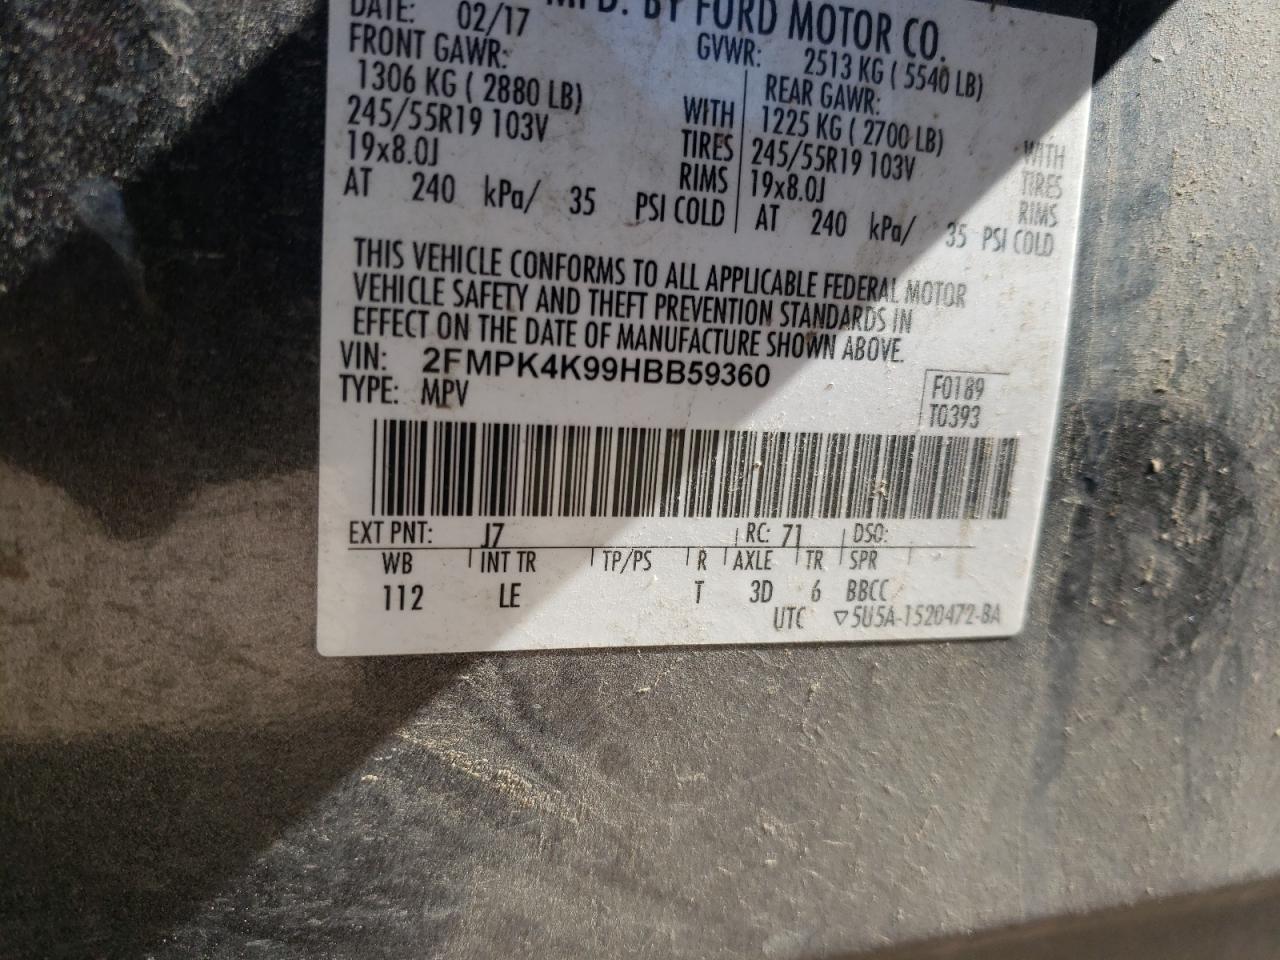 MFD. BY FORD MOTOR CO.
DATE: 02/17
GVWR: 2513 KG ( 5540 LB)
FRONT GAWR:
1306 KG ( 2880 LB)
245/55R19 103V WITH TIRES
19x8.0J RIMS
AT 240 kPa/ 35 PSI COLD
REAR GAWR:
1225 KG ( 2700 LB) WITH
245/55R19 103V TIRES
19x8.0J RIMS
AT 240 kPa/ 35 PSI COLD
THIS VEHICLE CONFORMS TO ALL APPLICABLE FEDERAL MOTOR
VEHICLE SAFETY AND THEFT PREVENTION STANDARDS IN
EFFECT ON THE DATE OF MANUFACTURE SHOWN ABOVE.
VIN: 2FMPK4K99HBB59360
TYPE: MPV
F0189
T0393
EXT PNT: J7 RC: 71 DSO:
WB INT TR TP/PS R AXLE TR SPR
112 LE T 3D 6 BBCC
UTC ▽5U5A-1520472-BA